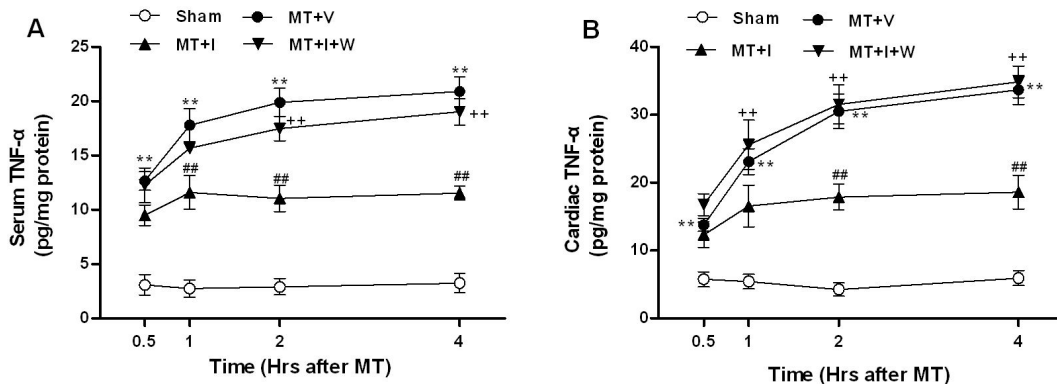 A
Sham
MT+V
MT+I
MT+I+W
Serum TNF-α
(pg/mg protein)
25
20
15
10
5
0
**
**
**
**
++
++
##
##
##
0.5
1
2
4
Time (Hrs after MT)
B
Sham
MT+V
MT+I
MT+I+W
Cardiac TNF-α
(pg/mg protein)
40
30
20
10
0
++
++
++
**
**
**
**
##
##
0.5
1
2
4
Time (Hrs after MT)